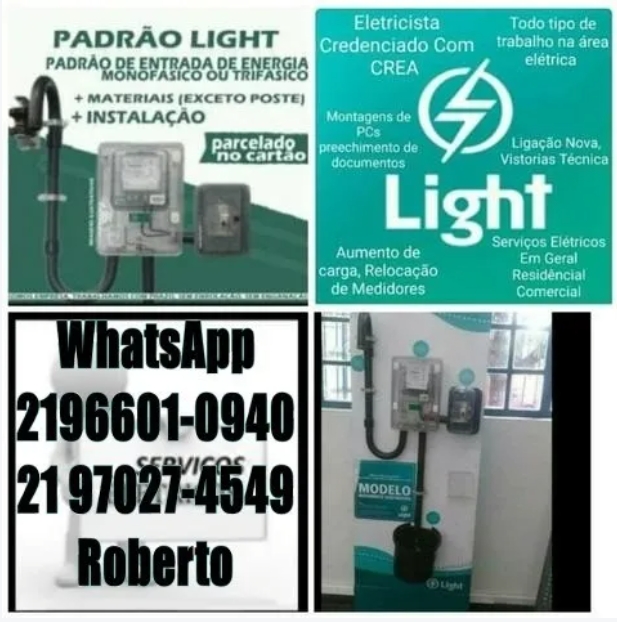 PADRÃO LIGHT
PADRÃO DE ENTRADA DE ENERGIA
MONOFÁSICO OU TRIFÁSICO
+ MATERIAIS (EXCETO POSTE)
+ INSTALAÇÃO
parcelado
no cartão
Eletricista
Credenciado Com
CREA
Todo tipo de
trabalho na área
elétrica
Montagens de
PCs
preechimento de
documentos
Ligação Nova,
Vistorias Técnica
Light
Aumento de
carga, Relocação
de Medidores
Serviços Elétricos
Em Geral
Residêncial
Comercial
WhatsApp
2196601-0940
SERVIÇOS
21 97027-4549
Roberto
MODELO
Light